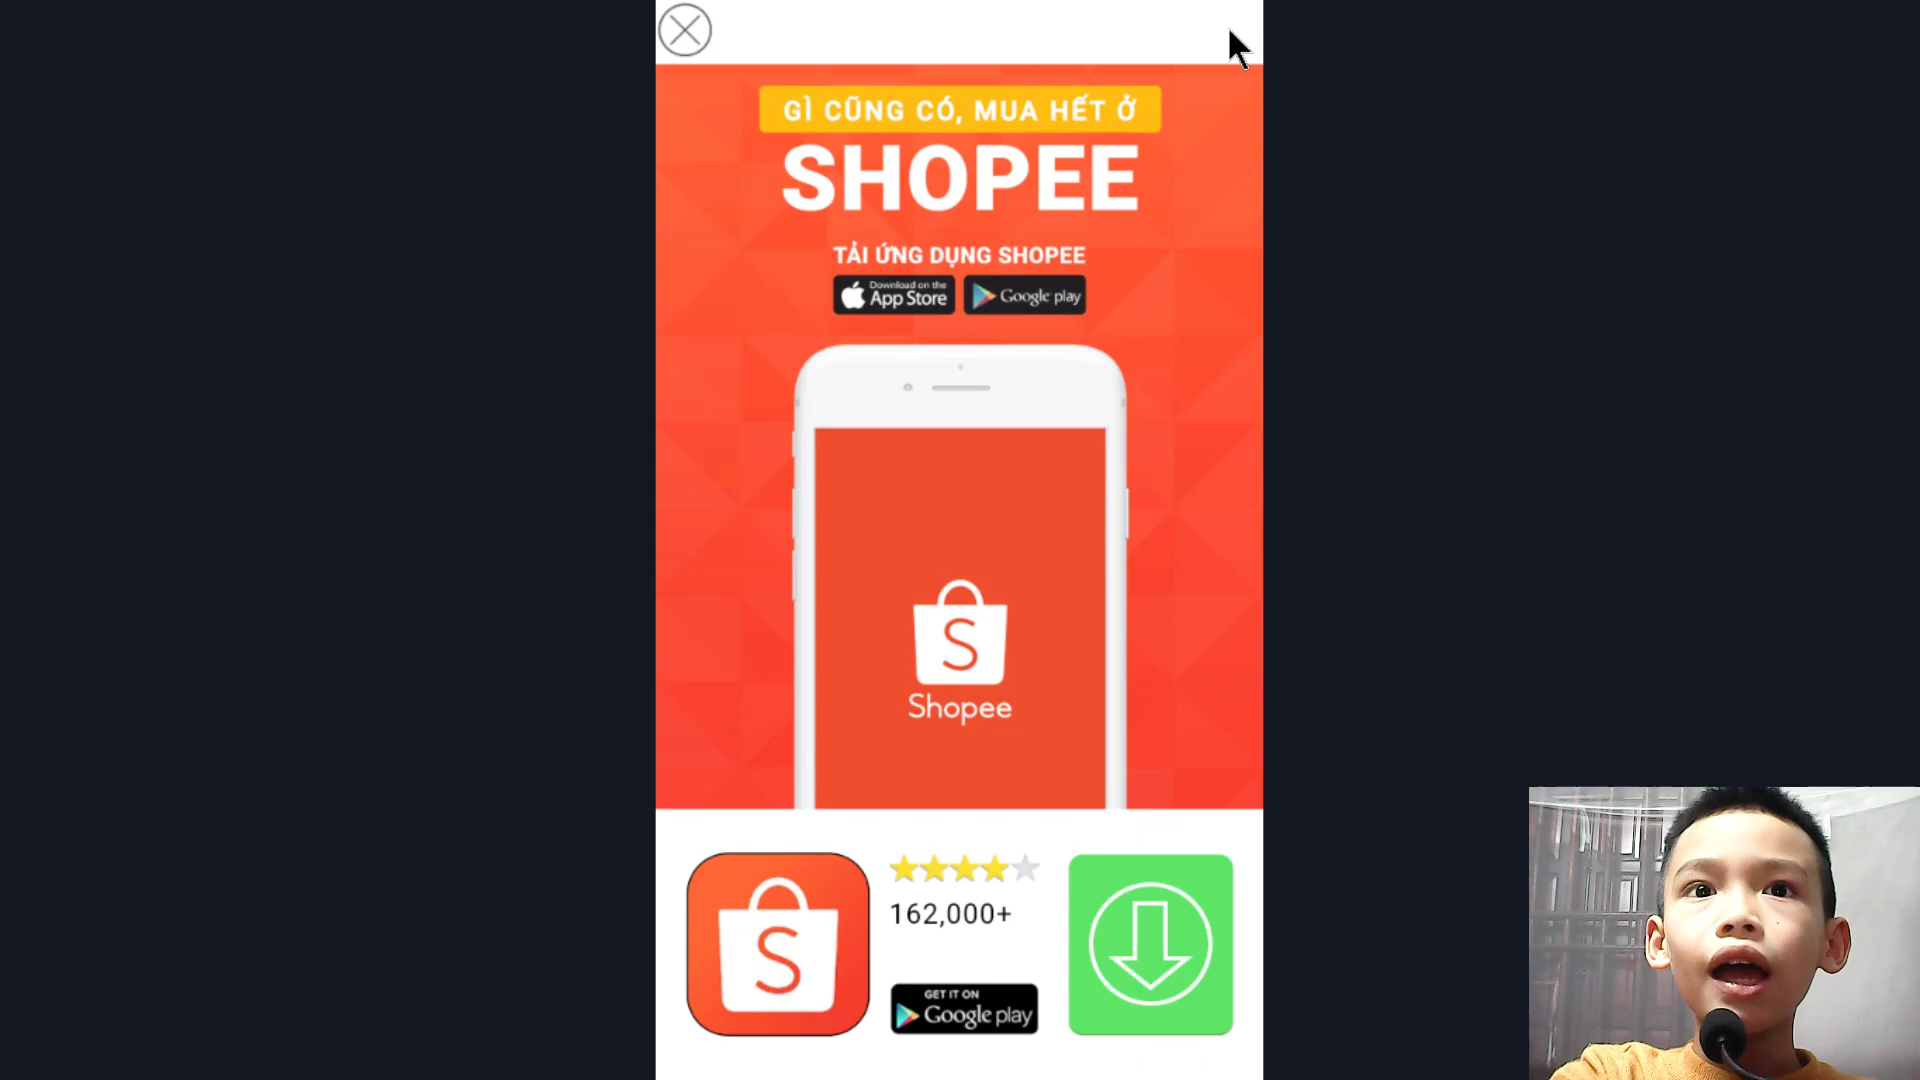 GÌ CŨNG CÓ, MUA HẾT Ở
SHOPEE
TẢI ỨNG DỤNG SHOPEE
Download on the
App Store
Google play
S
Shopee
S
162,000+
GET IT ON
Google play